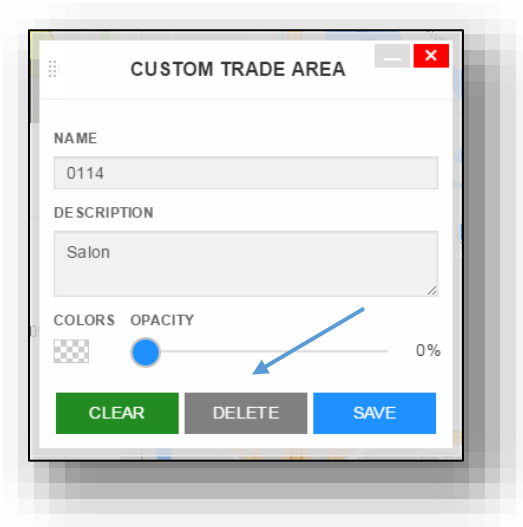 CUSTOM TRADE AREA
NAME
0114
DESCRIPTION
Salon
COLORS OPACITY
0%
CLEAR DELETE SAVE